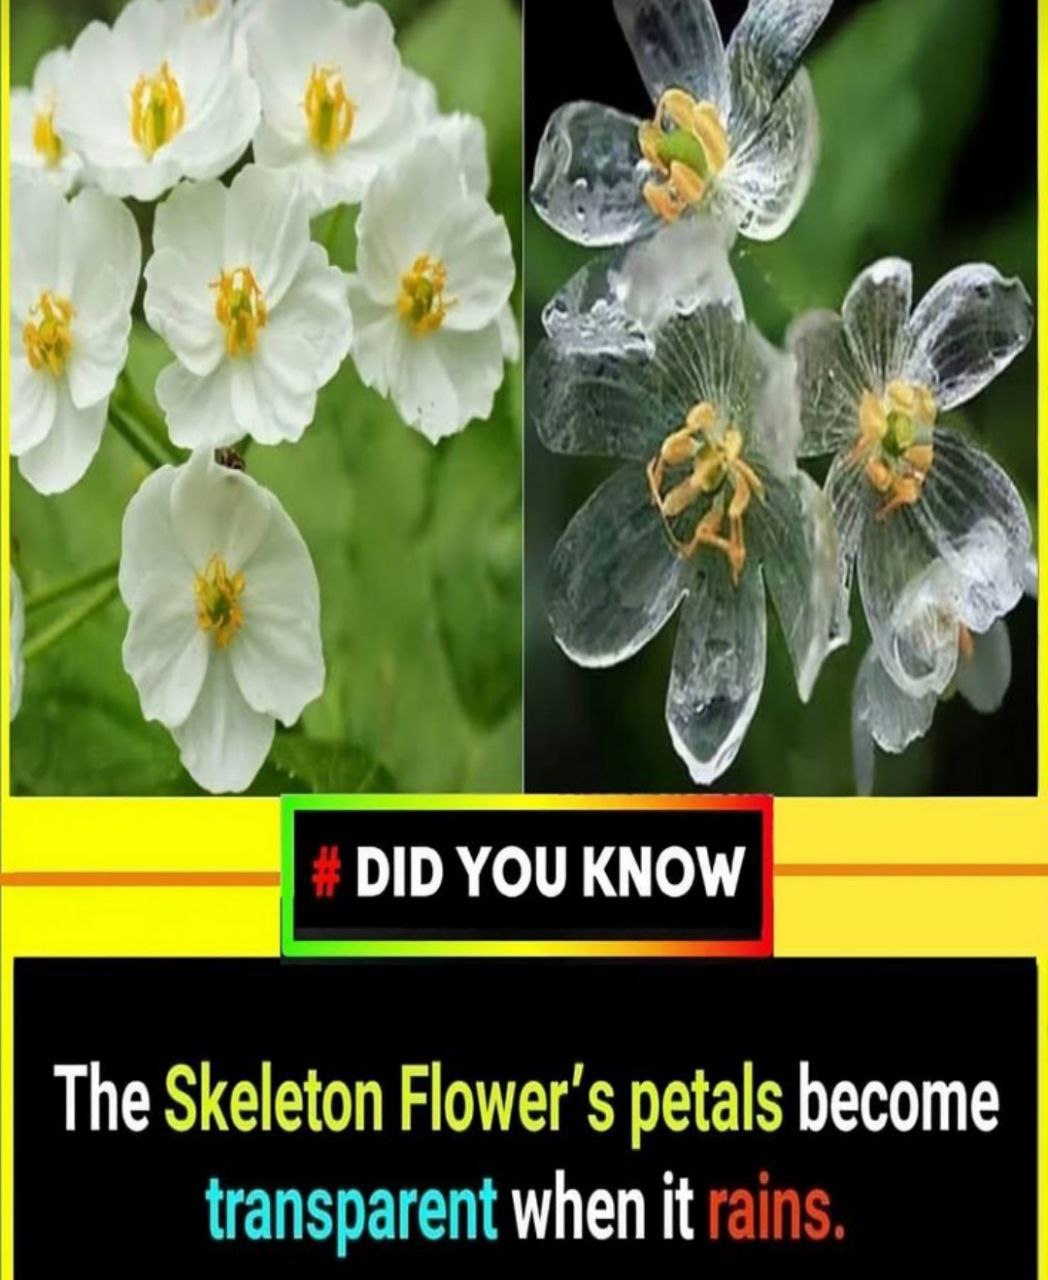 # DID YOU KNOW
The Skeleton Flower's petals become
transparent when it rains.